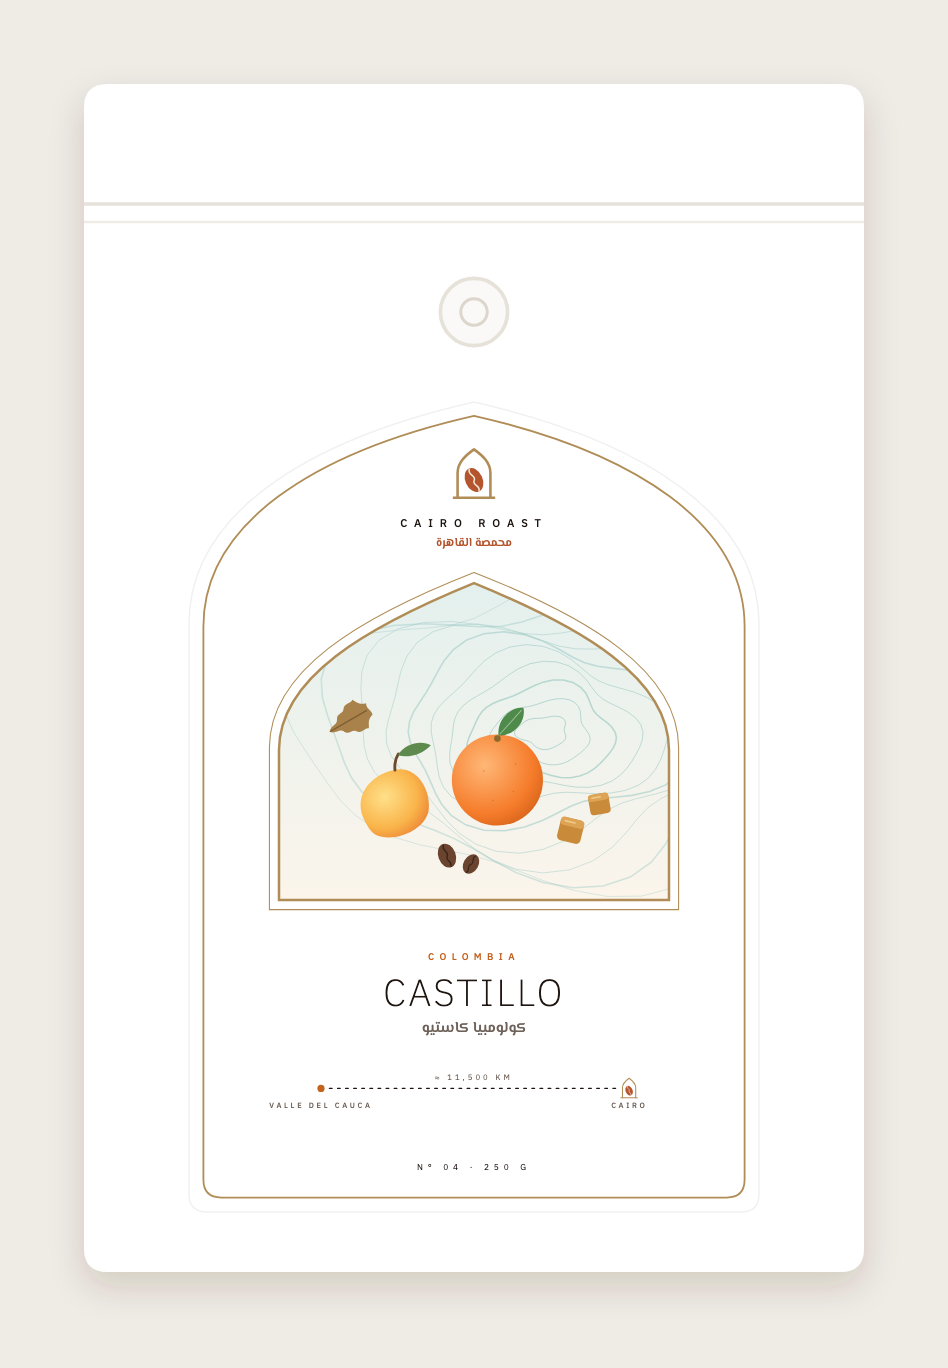 CAIRO ROAST
محمصة القاهرة
COLOMBIA
CASTILLO
كولومبيا كاستيو
≈ 11,500 KM
VALLE DEL CAUCA
CAIRO
N° 04 · 250 G